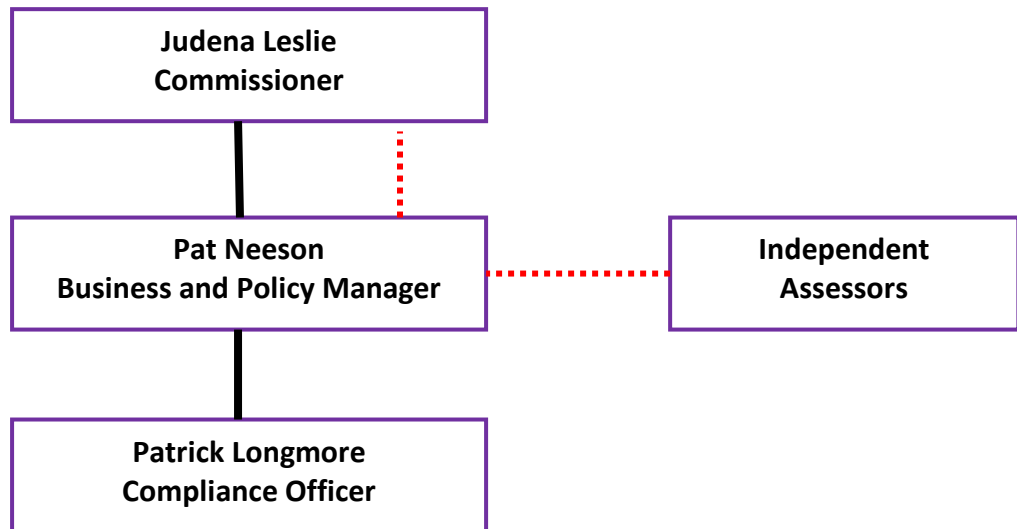 Judena Leslie
Commissioner
Pat Neeson
Business and Policy Manager
Independent
Assessors
Patrick Longmore
Compliance Officer